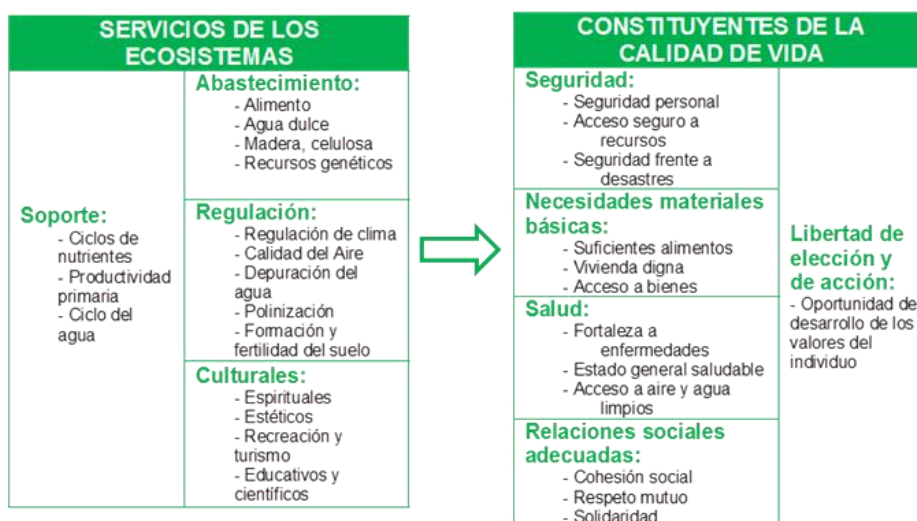 SERVICIOS DE LOS
ECOSISTEMAS
Soporte:
- Ciclos de
nutrientes
- Productividad
primaria
- Ciclo del
agua
Abastecimiento:
- Alimento
- Agua dulce
- Madera, celulosa
- Recursos genéticos
Regulación:
- Regulación de clima
- Calidad del Aire
- Depuración del
agua
- Polinización
- Formación y
fertilidad del suelo
Culturales:
- Espirituales
- Estéticos
- Recreación y
turismo
- Educativos y
científicos
CONSTITUYENTES DE LA
CALIDAD DE VIDA
Seguridad:
- Seguridad personal
- Acceso seguro a
recursos
- Seguridad frente a
desastres
Necesidades materiales
básicas:
- Suficientes alimentos
- Vivienda digna
- Acceso a bienes
Salud:
- Fortaleza a
enfermedades
- Estado general saludable
- Acceso a aire y agua
limpios
Relaciones sociales
adecuadas:
- Cohesión social
- Respeto mutuo
- Solidaridad
Libertad de
elección y
de acción:
- Oportunidad de
desarrollo de los
valores del
individuo